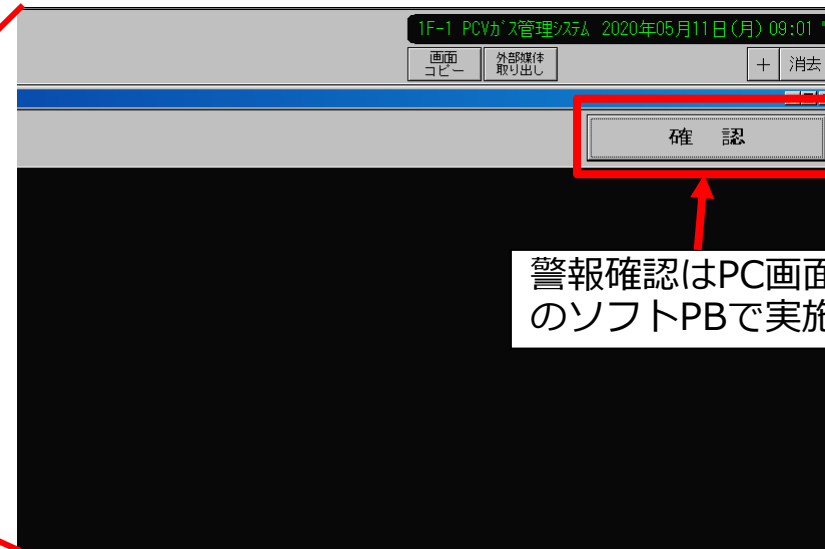 1F-1 PCVガス管理システム 2020年05月11日(月) 09:01
画面
コピー
外部媒体
取り出し
＋
消去
確 認
警報確認はPC画面
のソフトPBで実施